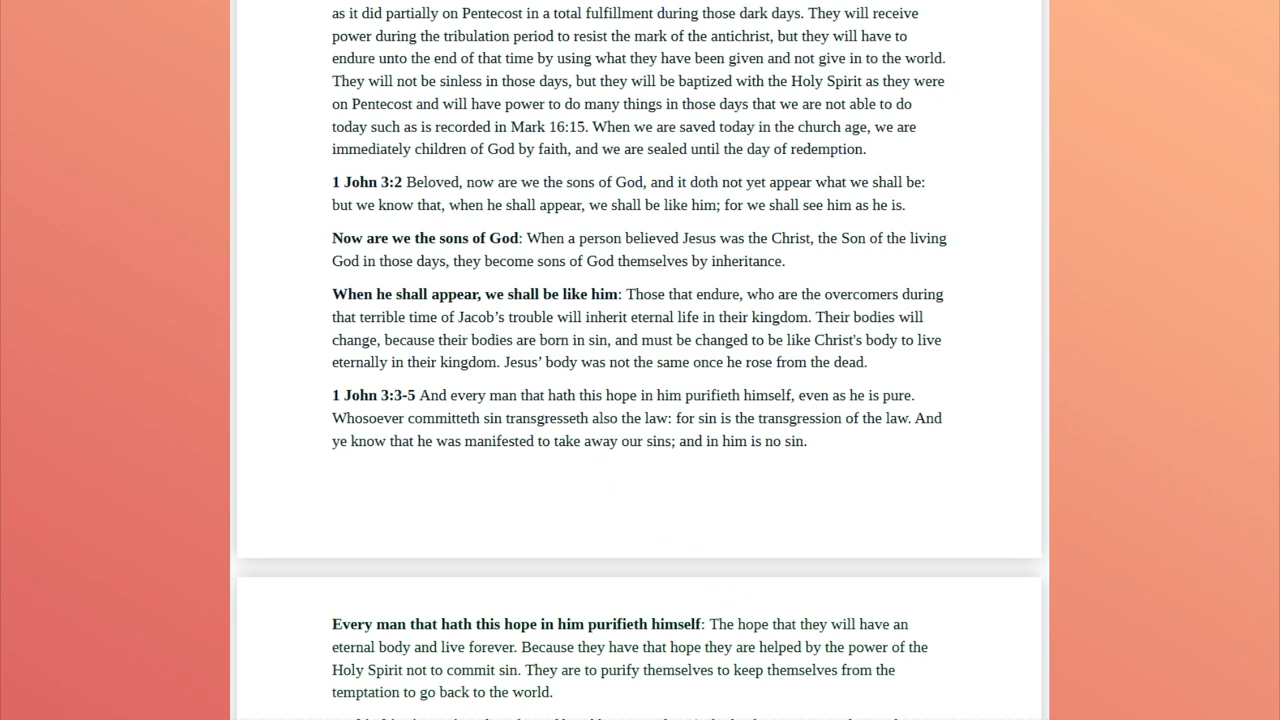 as it did partially on Pentecost in a total fulfillment during those dark days. They will receive
power during the tribulation period to resist the mark of the antichrist, but they will have to
endure unto the end of that time by using what they have been given and not give in to the world.
They will not be sinless in those days, but they will be baptized with the Holy Spirit as they were
on Pentecost and will have power to do many things in those days that we are not able to do
today such as is recorded in Mark 16:15. When we are saved today in the church age, we are
immediately children of God by faith, and we are sealed until the day of redemption.
1 John 3:2 Beloved, now are we the sons of God, and it doth not yet appear what we shall be:
but we know that, when he shall appear, we shall be like him; for we shall see him as he is.
Now are we the sons of God: When a person believed Jesus was the Christ, the Son of the living
God in those days, they become sons of God themselves by inheritance.
When he shall appear, we shall be like him: Those that endure, who are the overcomers during
that terrible time of Jacob’s trouble will inherit eternal life in their kingdom. Their bodies will
change, because their bodies are born in sin, and must be changed to be like Christ's body to live
eternally in their kingdom. Jesus’ body was not the same once he rose from the dead.
1 John 3:3-5 And every man that hath this hope in him purifieth himself, even as he is pure.
Whosoever committeth sin transgresseth also the law: for sin is the transgression of the law. And
ye know that he was manifested to take away our sins; and in him is no sin.
Every man that hath this hope in him purifieth himself: The hope that they will have an
eternal body and live forever. Because they have that hope they are helped by the power of the
Holy Spirit not to commit sin. They are to purify themselves to keep themselves from the
temptation to go back to the world.